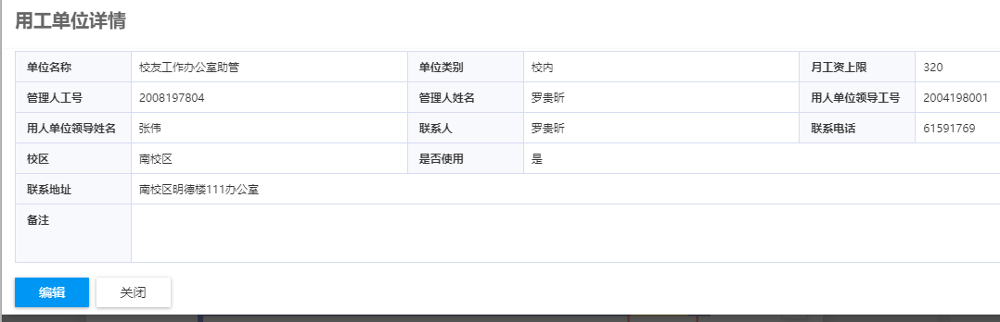 用工单位详情
单位名称 校友工作办公室助管 单位类别 校内 月工资上限 320
管理人工号 2008197804 管理人姓名 罗贵昕 用人单位领导工号 2004198001
用人单位领导姓名 张伟 联系人 罗贵昕 联系电话 61591769
校区 南校区 是否使用 是
联系地址 南校区明德楼111办公室
备注
编辑 关闭